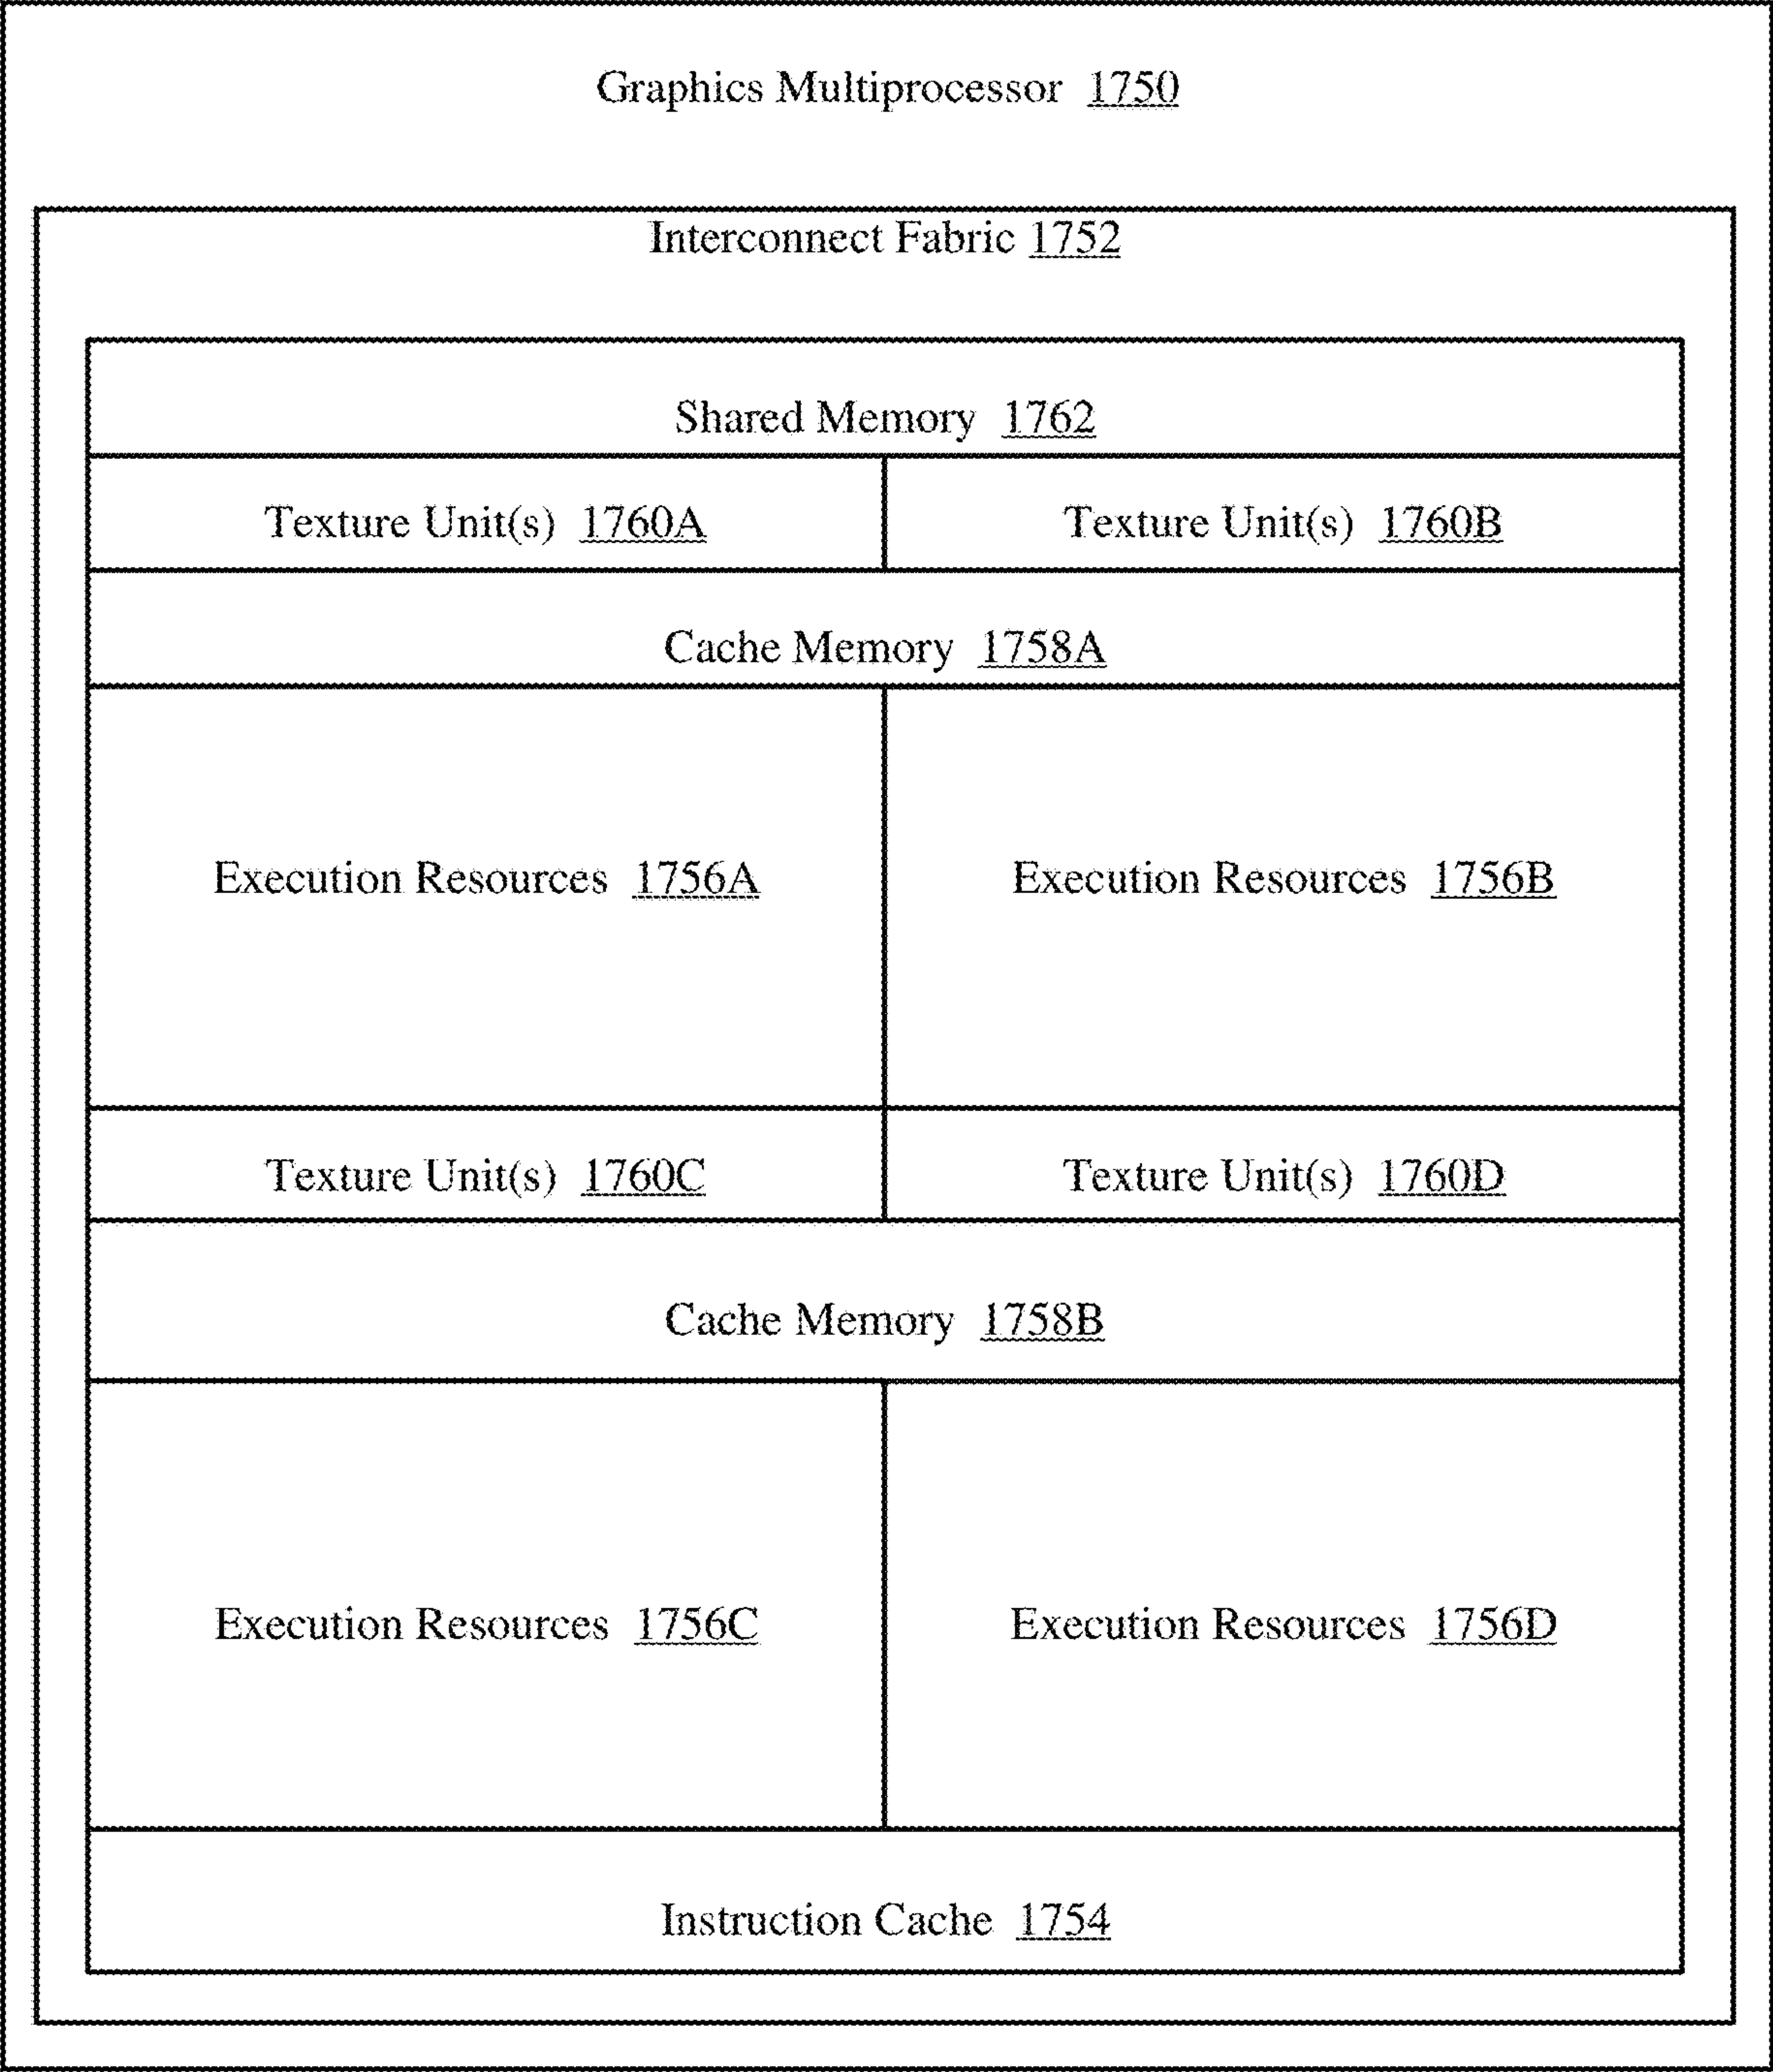 Graphics Multiprocessor 1750
Interconnect Fabric 1752
Shared Memory 1762
Texture Unit(s) 1760A
Texture Unit(s) 1760B
Cache Memory 1758A
Execution Resources 1756A
Execution Resources 1756B
Texture Unit(s) 1760C
Texture Unit(s) 1760D
Cache Memory 1758B
Execution Resources 1756C
Execution Resources 1756D
Instruction Cache 1754